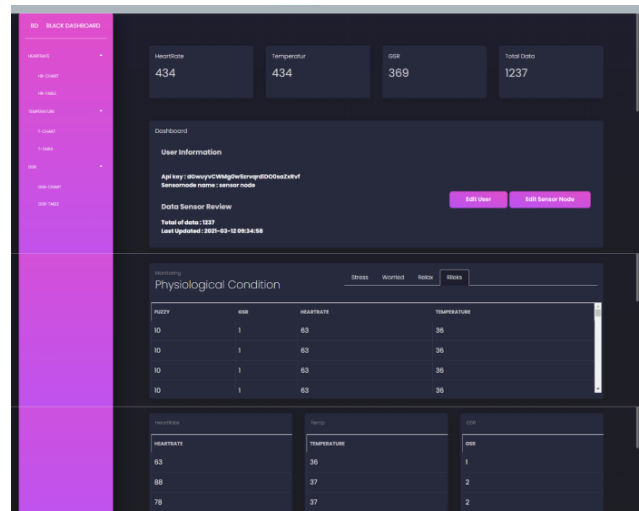 BD BLACK DASHBOARD
HEARTRATE
HR-CHART
HR-TABLE
TEMPERATURE
T-CHART
T-TABLE
GSR
GSR-CHART
GSR-TABLE
HeartRate
434
Temperatur
434
GSR
369
Total Data
1237
Dashboard
User Information
Sensornode name : sensor node
Data Sensor Review
Total of data : 1237
Last Updated : 2021-03-12 09:34:58
Edit User
Edit Sensor Node
Monitoring
Physiological Condition
Stress Worried Relax Rileks
FUZZY GSR HEARTRATE TEMPERATURE
10 1 63 36
10 1 63 36
10 1 63 36
10 1 63 36
HeartRate
HEARTRATE
63
88
78
Temp
TEMPERATURE
36
37
37
GSR
GSR
1
2
2